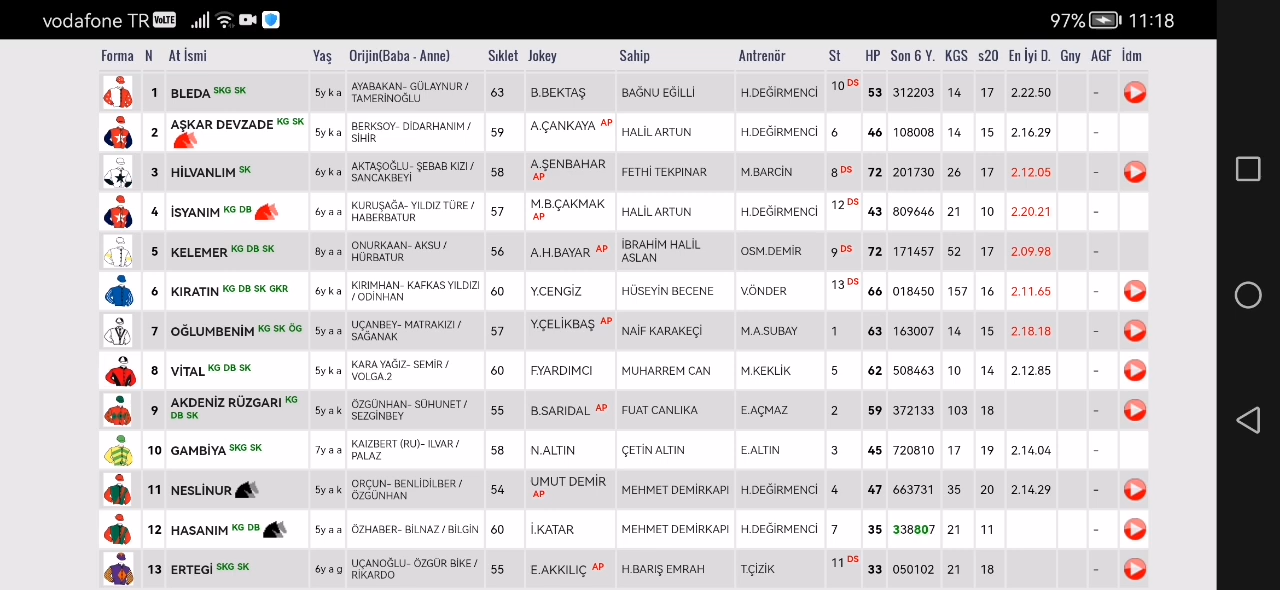 vodafone TR VoLTE 97% 11:18
Forma N At İsmi Yaş Orijin(Baba - Anne) Sıklet Jokey Sahip Antrenör St HP Son 6 Y. KGS s20 En İyi D. Gny AGF İdm
1 BLEDA SKG SK 5y k a AYABAKAN- GÜLAYNUR / TAMERİNOĞLU 63 B.BEKTAŞ BAĞNU EĞİLLİ H.DEĞİRMENCİ 10 DS 53 312203 14 17 2.22.50 -
2 AŞKAR DEVZADE KG SK 5y k a BERKSOY- DİDARHANIM / SİHİR 59 A.ÇANKAYA AP HALİL ARTUN H.DEĞİRMENCİ 6 46 108008 14 15 2.16.29 -
3 HİLVANLIM SK 6y k a AKTAŞOĞLU- ŞEBAB KIZI / SANCAKBEYİ 58 A.ŞENBAHAR AP FETHİ TEKPINAR M.BARCİN 8 DS 72 201730 26 17 2.12.05 -
4 İSYANIM KG DB 6y a a KURUŞAĞA- YILDIZ TÜRE / HABERBATUR 57 M.B.ÇAKMAK AP HALİL ARTUN H.DEĞİRMENCİ 12 DS 43 809646 21 10 2.20.21 -
5 KELEMER KG DB SK 8y a a ONURKAAN- AKSU / HÜRBATUR 56 A.H.BAYAR AP İBRAHİM HALİL ASLAN OSM.DEMİR 9 DS 72 171457 52 17 2.09.98 -
6 KIRATIN KG DB SK GKR 6y k a KIRIMHAN- KAFKAS YILDIZI / ODİNHAN 60 Y.CENGİZ HÜSEYİN BECENE V.ÖNDER 13 DS 66 018450 157 16 2.11.65 -
7 OĞLUMBENİM KG SK ÖG 5y a a UÇANBEY- MATRAKIZI / SAĞANAK 57 Y.ÇELİKBAŞ AP NAİF KARAKEÇİ M.A.SUBAY 1 63 163007 14 15 2.18.18 -
8 VİTAL KG DB SK 5y k a KARA YAĞIZ- SEMİR / VOLGA.2 60 F.YARDIMCI MUHARREM CAN M.KEKLİK 5 62 508463 10 14 2.12.85 -
9 AKDENİZ RÜZGARI KG DB SK 5y a k ÖZGÜNHAN- SÜHUNET / SEZGİNBEY 55 B.SARIDAL AP FUAT CANLIKA E.AÇMAZ 2 59 372133 103 18 -
10 GAMBİYA SKG SK 7y a a KAIZBERT (RU)- ILVAR / PALAZ 58 N.ALTIN ÇETİN ALTIN E.ALTIN 3 45 720810 17 19 2.14.04 -
11 NESLİNUR 5y a k ORÇUN- BENLİDİLBER / ÖZGÜNHAN 54 UMUT DEMİR AP MEHMET DEMİRKAPI H.DEĞİRMENCİ 4 47 663731 35 20 2.14.29 -
12 HASANIM KG DB 5y a a ÖZHABER- BİLNAZ / BİLGİN 60 İ.KATAR MEHMET DEMİRKAPI H.DEĞİRMENCİ 7 35 338807 21 11 -
13 ERTEGİ SKG SK 6y a g UÇANOĞLU- ÖZGÜR BİKE / RİKARDO 55 E.AKKILIÇ AP H.BARIŞ EMRAH T.ÇİZİK 11 DS 33 050102 21 18 -